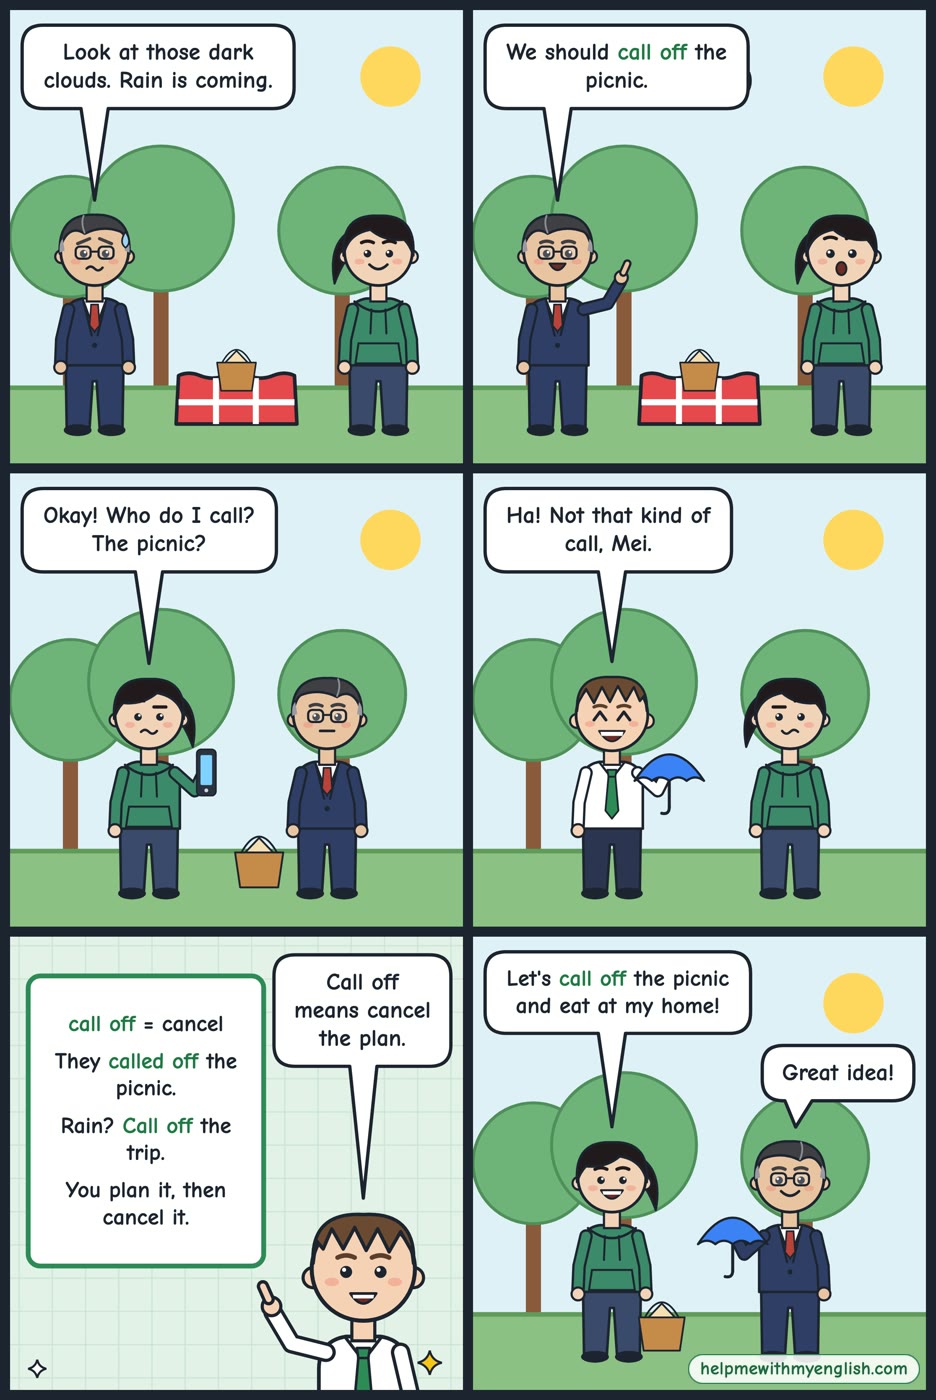 Look at those dark
clouds. Rain is coming.
We should call off the
picnic.
Okay! Who do I call?
The picnic?
Ha! Not that kind of
call, Mei.
call off = cancel
They called off the
picnic.
Rain? Call off the
trip.
You plan it, then
cancel it.
Call off
means cancel
the plan.
Let's call off the picnic
and eat at my home!
Great idea!
helpmewithmyenglish.com